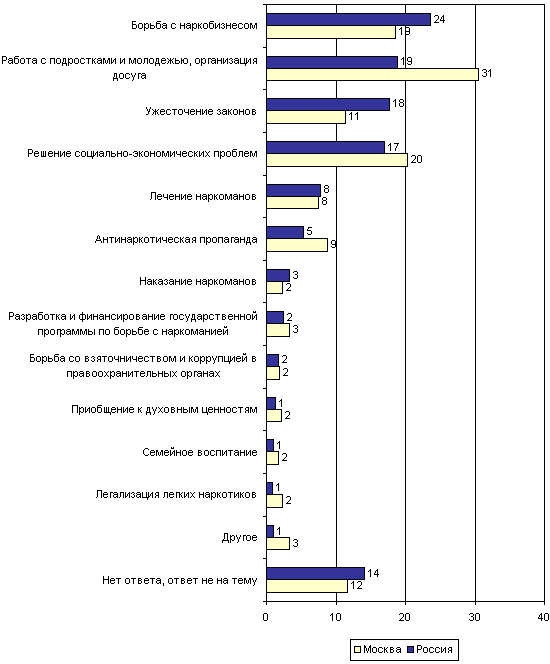 Борьба с наркобизнесом
24
19
Работа с подростками и молодежью, организация
досуга
19
31
Ужесточение законов
18
11
Решение социально-экономических проблем
17
20
Лечение наркоманов
8
8
Антинаркотическая пропаганда
5
9
Наказание наркоманов
3
2
Разработка и финансирование государственной
программы по борьбе с наркоманией
2
3
Борьба со взяточничеством и коррупцией в
правоохранительных органах
2
2
Приобщение к духовным ценностям
1
2
Семейное воспитание
1
2
Легализация легких наркотиков
1
2
Другое
1
3
Нет ответа, ответ не на тему
14
12
0 10 20 30 40
Москва Россия